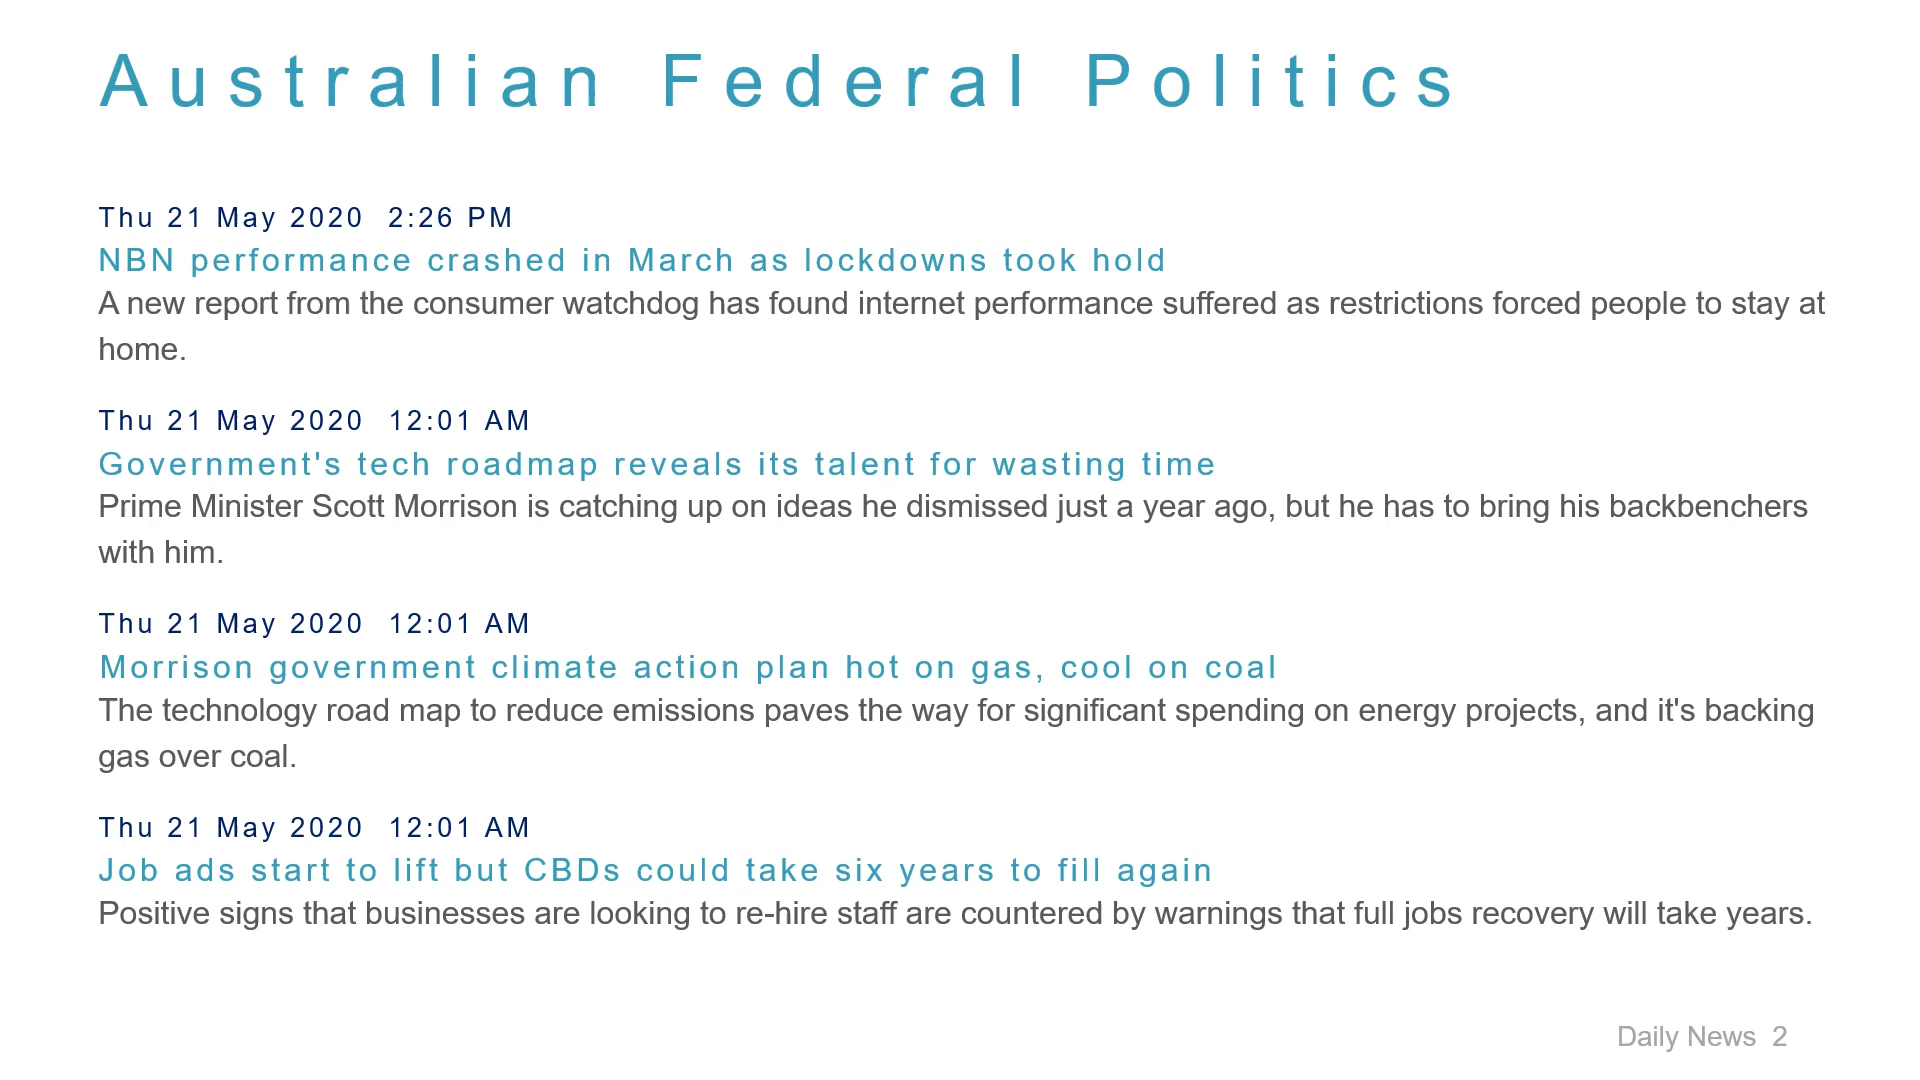 Australian Federal Politics
Thu 21 May 2020  2:26 PM
NBN performance crashed in March as lockdowns took hold
A new report from the consumer watchdog has found internet performance suffered as restrictions forced people to stay at
home.
Thu 21 May 2020  12:01 AM
Government's tech roadmap reveals its talent for wasting time
Prime Minister Scott Morrison is catching up on ideas he dismissed just a year ago, but he has to bring his backbenchers
with him.
Thu 21 May 2020  12:01 AM
Morrison government climate action plan hot on gas, cool on coal
The technology road map to reduce emissions paves the way for significant spending on energy projects, and it's backing
gas over coal.
Thu 21 May 2020  12:01 AM
Job ads start to lift but CBDs could take six years to fill again
Positive signs that businesses are looking to re-hire staff are countered by warnings that full jobs recovery will take years.
Daily News  2